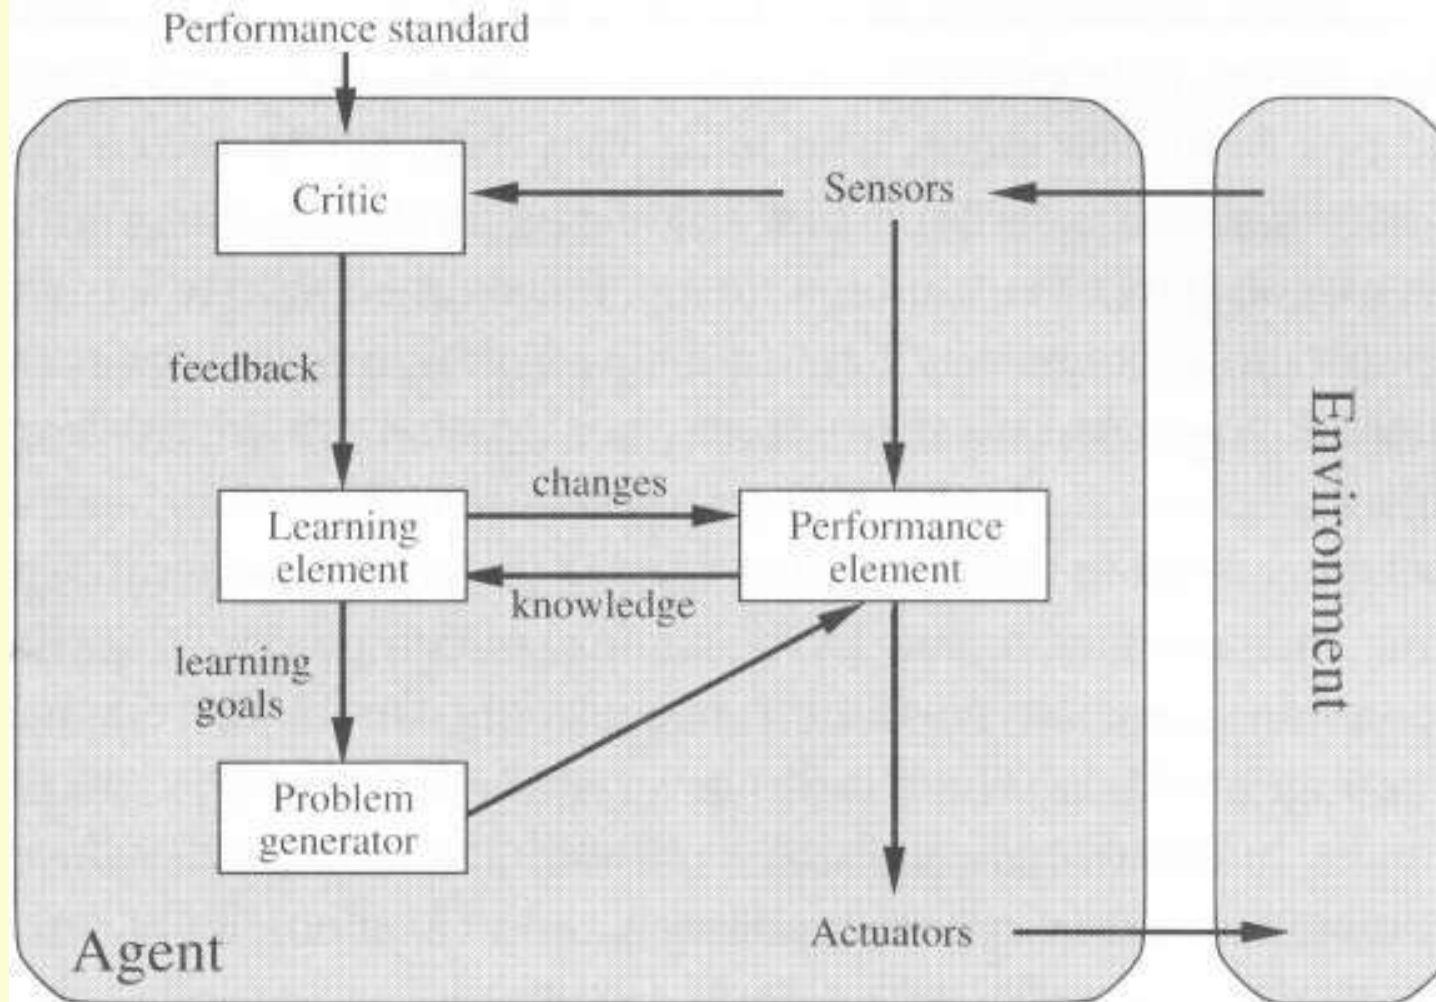 Performance standard
Critic
Sensors
feedback
changes
Learning
element
Performance
element
knowledge
learning
goals
Problem
generator
Agent
Actuators
Environment